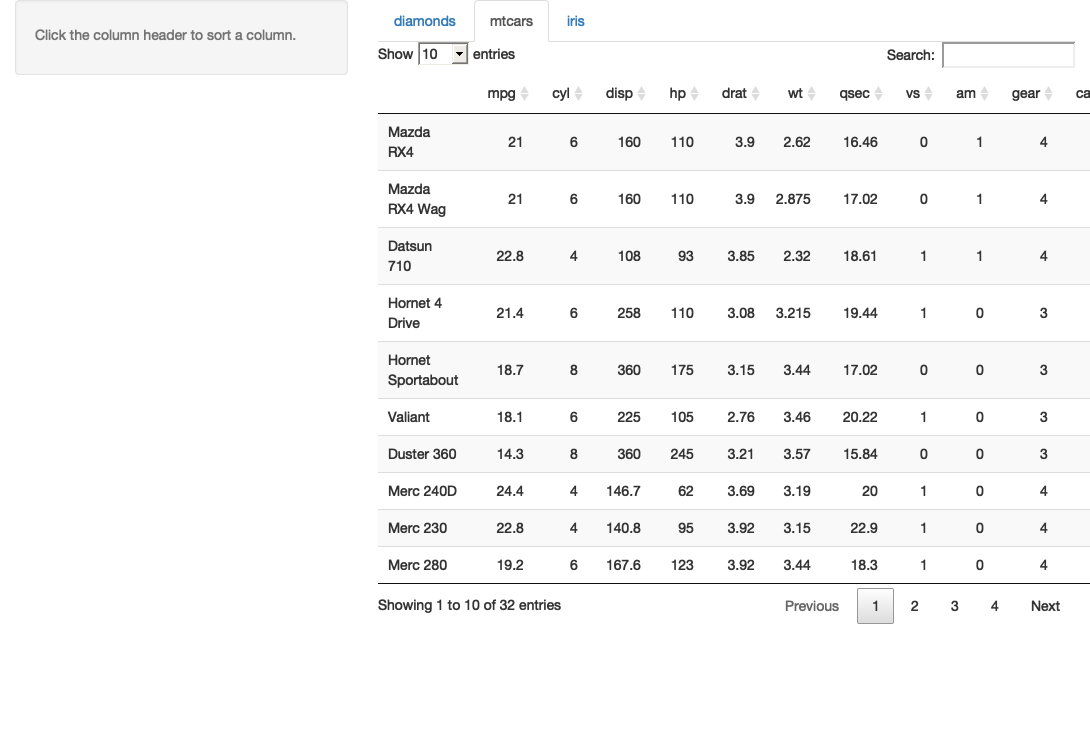 Click the column header to sort a column.
diamonds mtcars iris
Show 10 entries Search:
mpg cyl disp hp drat wt qsec vs am gear ca
Mazda
RX4 21 6 160 110 3.9 2.62 16.46 0 1 4
Mazda
RX4 Wag 21 6 160 110 3.9 2.875 17.02 0 1 4
Datsun
710 22.8 4 108 93 3.85 2.32 18.61 1 1 4
Hornet 4
Drive 21.4 6 258 110 3.08 3.215 19.44 1 0 3
Hornet
Sportabout 18.7 8 360 175 3.15 3.44 17.02 0 0 3
Valiant 18.1 6 225 105 2.76 3.46 20.22 1 0 3
Duster 360 14.3 8 360 245 3.21 3.57 15.84 0 0 3
Merc 240D 24.4 4 146.7 62 3.69 3.19 20 1 0 4
Merc 230 22.8 4 140.8 95 3.92 3.15 22.9 1 0 4
Merc 280 19.2 6 167.6 123 3.92 3.44 18.3 1 0 4
Showing 1 to 10 of 32 entries Previous 1 2 3 4 Next